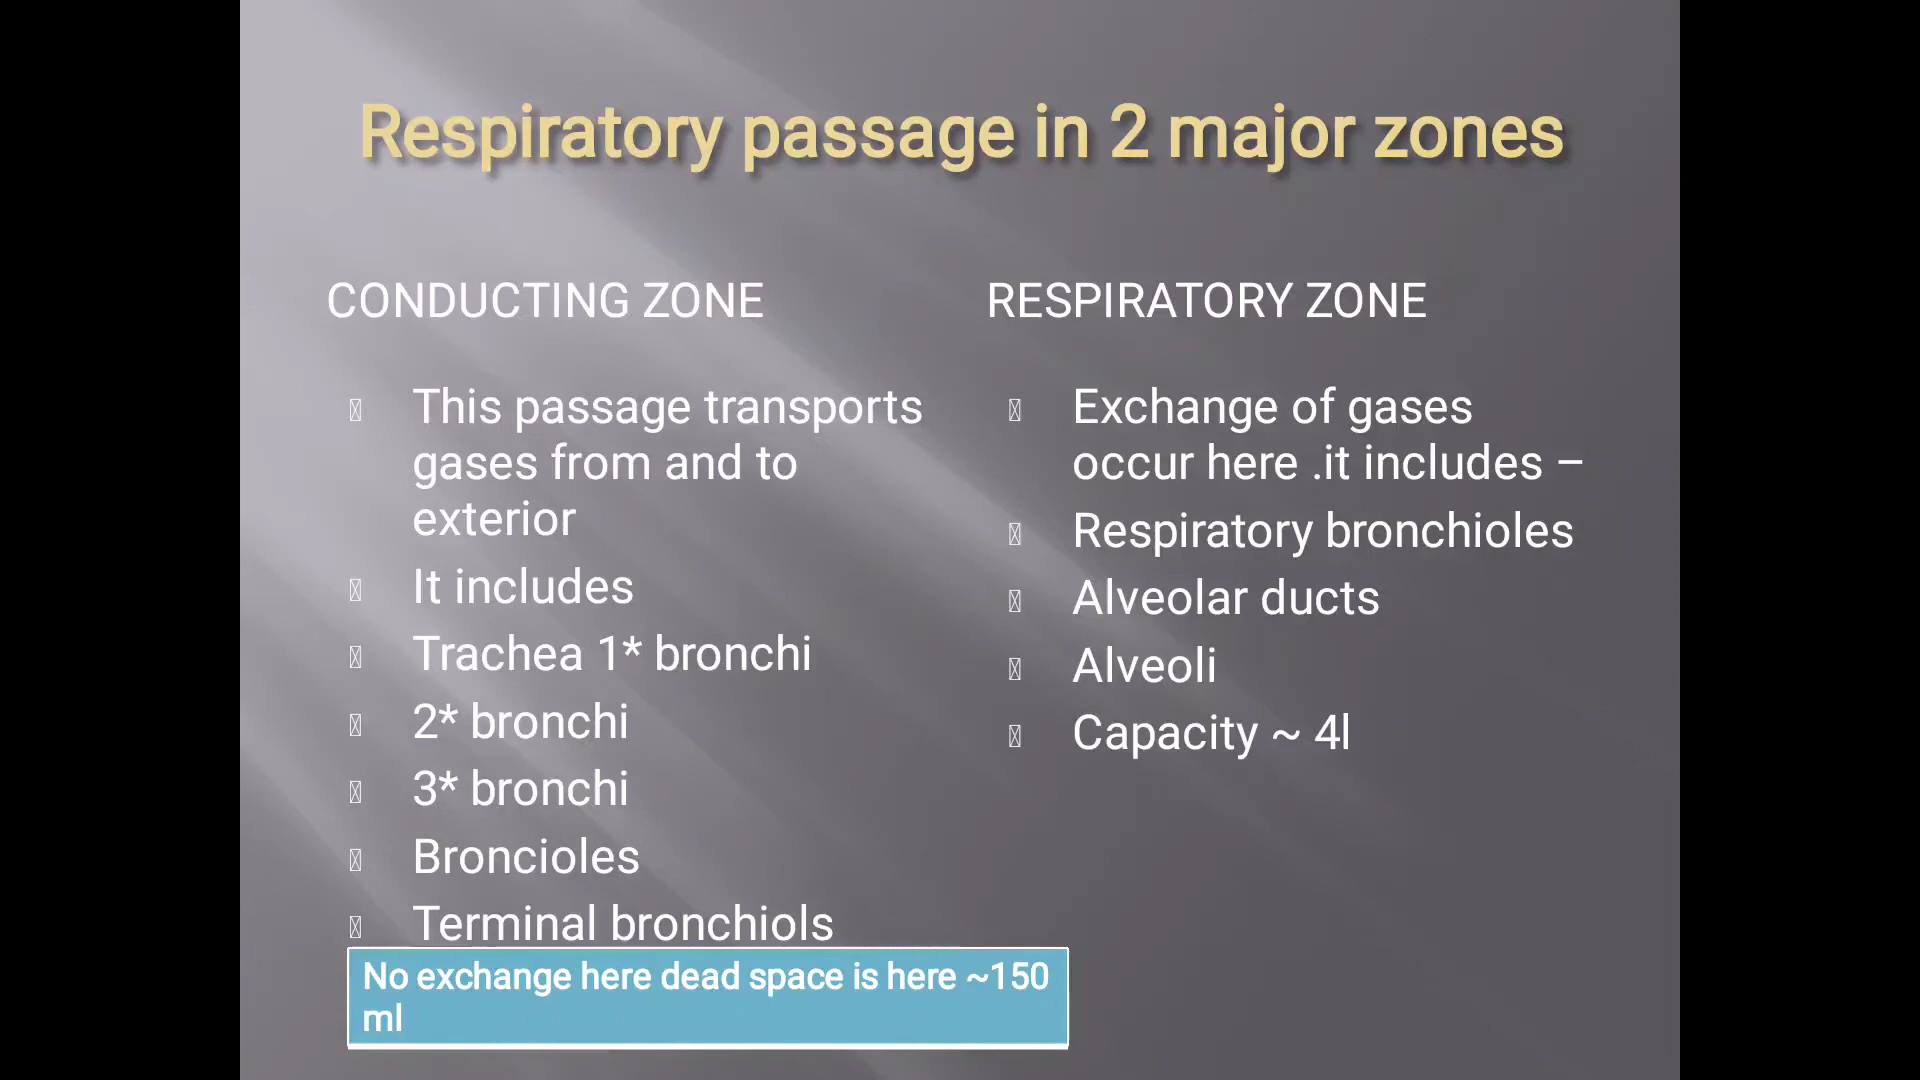 Respiratory passage in 2 major zones
CONDUCTING ZONE
This passage transports
gases from and to
exterior
It includes
Trachea 1* bronchi
2* bronchi
3* bronchi
Broncioles
Terminal bronchiols
No exchange here dead space is here ~150
ml
RESPIRATORY ZONE
Exchange of gases
occur here .it includes –
Respiratory bronchioles
Alveolar ducts
Alveoli
Capacity ~ 4l